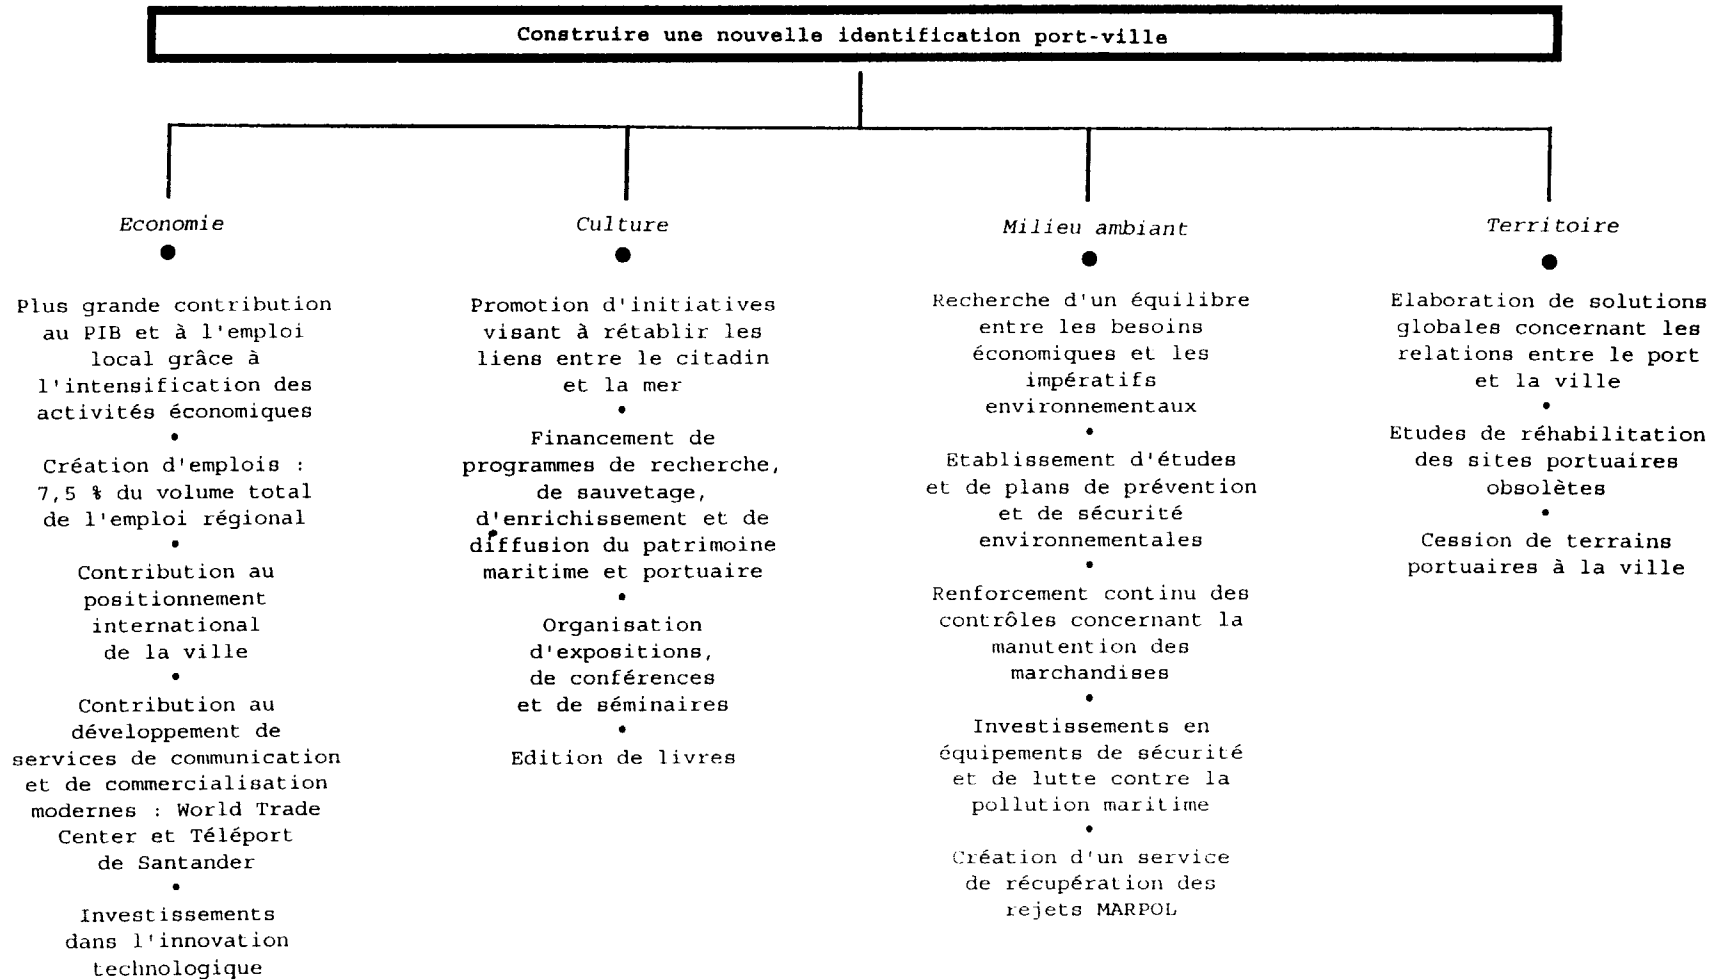 Construire une nouvelle identification port-ville
Economie
Plus grande contribution
au PIB et à l'emploi
local grâce à
l'intensification des
activités économiques
Création d'emplois :
7,5 % du volume total
de l'emploi régional
Contribution au
positionnement
international
de la ville
Contribution au
développement de
services de communication
et de commercialisation
modernes : World Trade
Center et Téléport
de Santander
Investissements
dans l'innovation
technologique
Culture
Promotion d'initiatives
visant à rétablir les
liens entre le citadin
et la mer
Financement de
programmes de recherche,
de sauvetage,
d'enrichissement et de
diffusion du patrimoine
maritime et portuaire
Organisation
d'expositions,
de conférences
et de séminaires
Edition de livres
Milieu ambiant
Recherche d'un équilibre
entre les besoins
économiques et les
impératifs
environnementaux
Etablissement d'études
et de plans de prévention
et de sécurité
environnementales
Renforcement continu des
contrôles concernant la
manutention des
marchandises
Investissements en
équipements de sécurité
et de lutte contre la
pollution maritime
Création d'un service
de récupération des
rejets MARPOL
Territoire
Elaboration de solutions
globales concernant les
relations entre le port
et la ville
Etudes de réhabilitation
des sites portuaires
obsolètes
Cession de terrains
portuaires à la ville